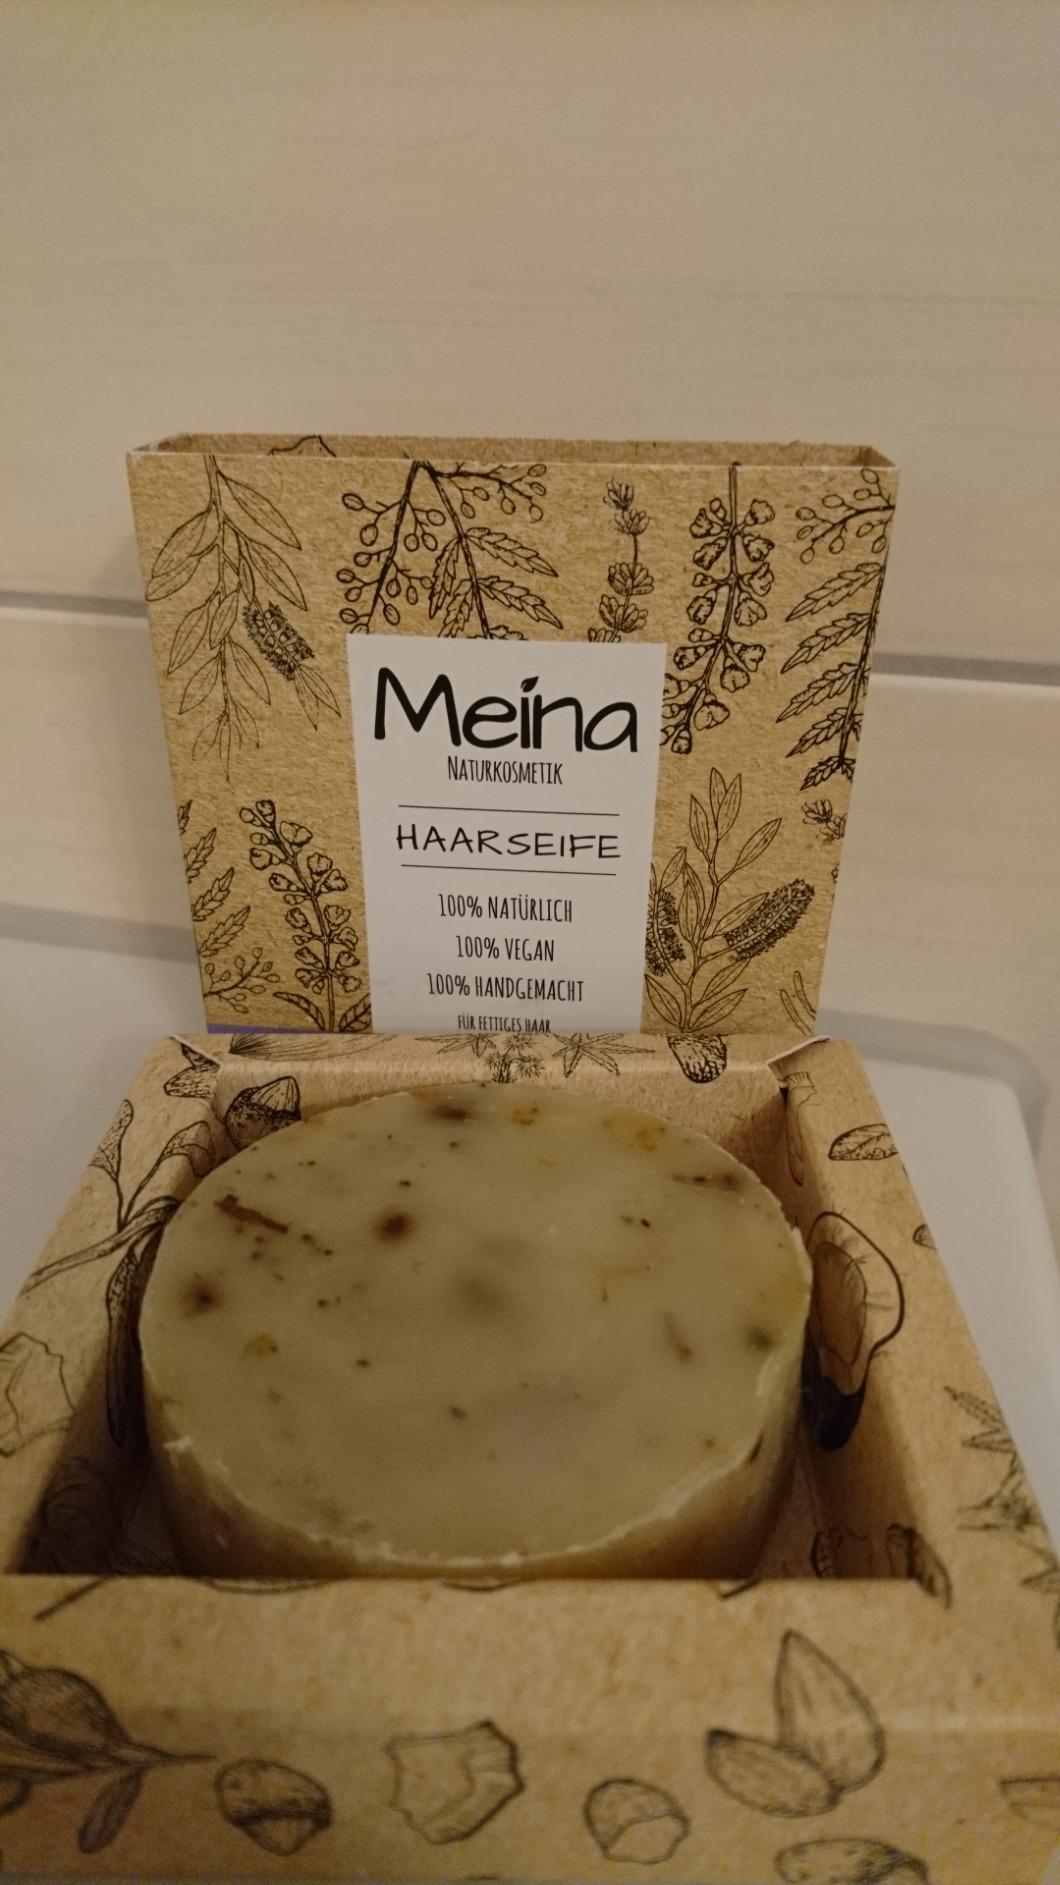 Meina
NATURKOSMETIK
HAARSEIFE
100% NATÜRLICH
100% VEGAN
100% HANDGEMACHT
FÜR FETTIGES HAAR